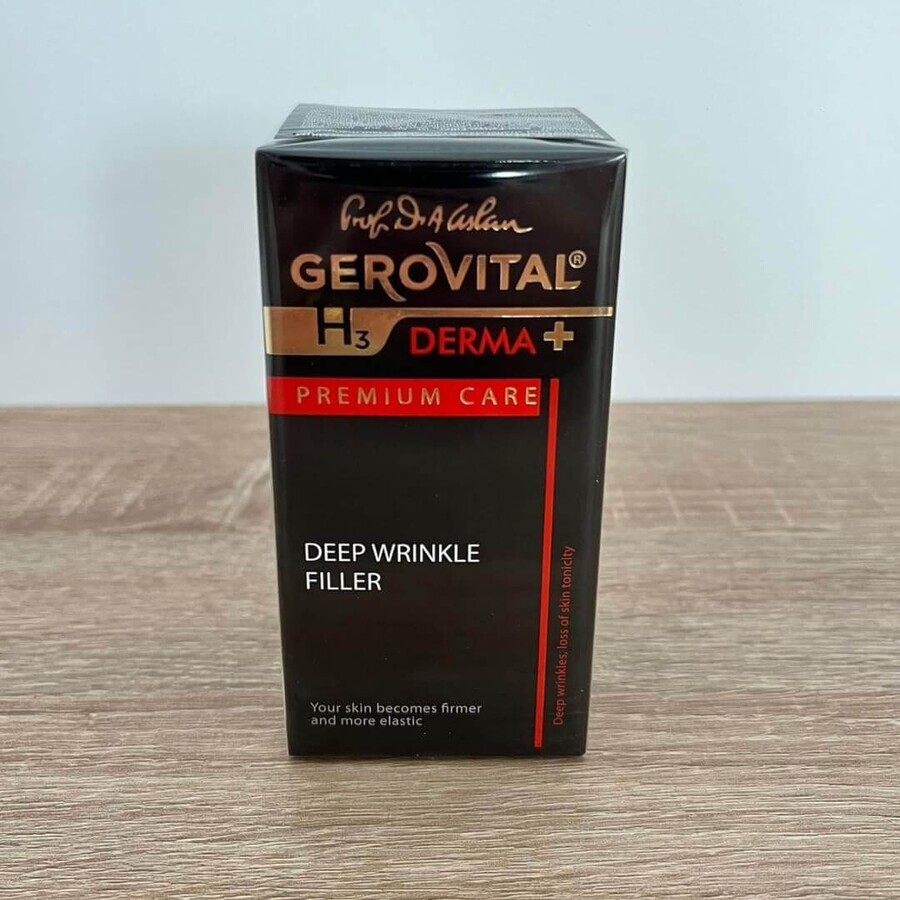 Prof. Dr. A. Aslan
GEROVITAL®
H3 DERMA+
PREMIUM CARE
DEEP WRINKLE
FILLER
Your skin becomes firmer
and more elastic
Deep wrinkles, loss of skin tonicity